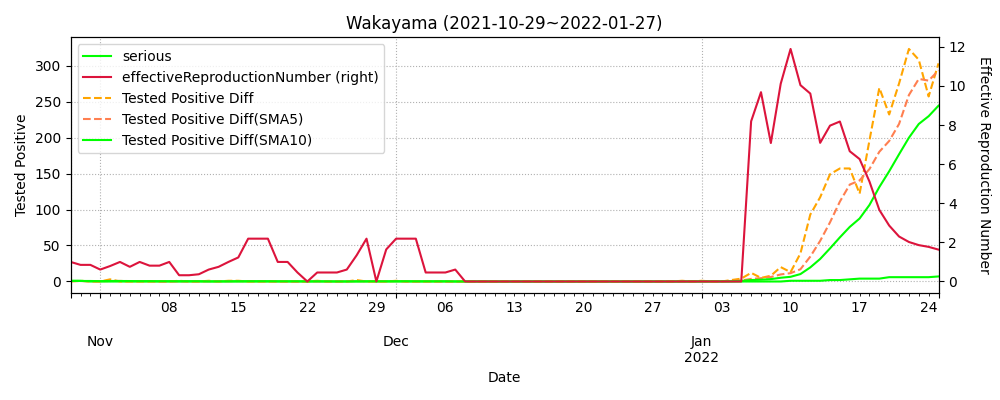 Wakayama (2021-10-29~2022-01-27)
serious
effectiveReproductionNumber (right)
Tested Positive Diff
Tested Positive Diff(SMA5)
Tested Positive Diff(SMA10)
Tested Positive
300
250
200
150
100
50
0
Effective Reproduction Number
12
10
8
6
4
2
0
08 15 22 29 06 13 20 27 03 10 17 24
Nov Dec Jan
2022
Date